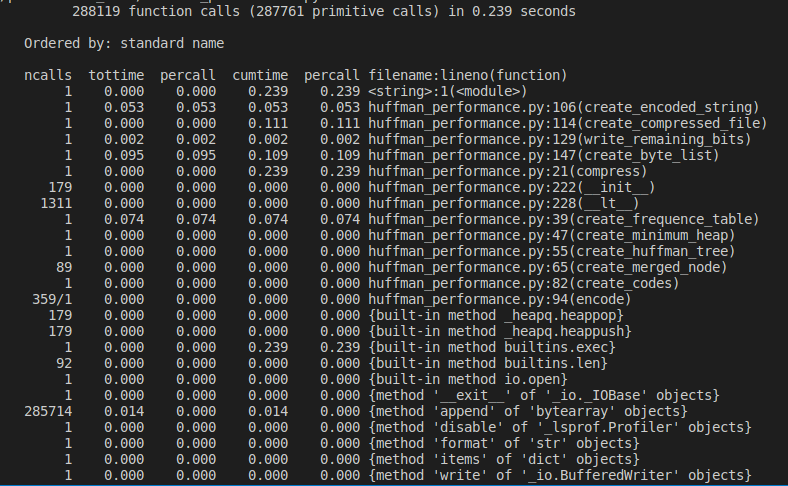 288119 function calls (287761 primitive calls) in 0.239 seconds
Ordered by: standard name
ncalls  tottime  percall  cumtime  percall filename:lineno(function)
1    0.000    0.000    0.239    0.239 <string>:1(<module>)
1    0.053    0.053    0.053    0.053 huffman_performance.py:106(create_encoded_string)
1    0.000    0.000    0.111    0.111 huffman_performance.py:114(create_compressed_file)
1    0.002    0.002    0.002    0.002 huffman_performance.py:129(write_remaining_bits)
1    0.095    0.095    0.109    0.109 huffman_performance.py:147(create_byte_list)
1    0.000    0.000    0.239    0.239 huffman_performance.py:21(compress)
179    0.000    0.000    0.000    0.000 huffman_performance.py:222(__init__)
1311    0.000    0.000    0.000    0.000 huffman_performance.py:228(__lt__)
1    0.074    0.074    0.074    0.074 huffman_performance.py:39(create_frequence_table)
1    0.000    0.000    0.000    0.000 huffman_performance.py:47(create_minimum_heap)
1    0.000    0.000    0.000    0.000 huffman_performance.py:55(create_huffman_tree)
89    0.000    0.000    0.000    0.000 huffman_performance.py:65(create_merged_node)
1    0.000    0.000    0.000    0.000 huffman_performance.py:82(create_codes)
359/1    0.000    0.000    0.000    0.000 huffman_performance.py:94(encode)
179    0.000    0.000    0.000    0.000 {built-in method _heapq.heappop}
179    0.000    0.000    0.000    0.000 {built-in method _heapq.heappush}
1    0.000    0.000    0.239    0.239 {built-in method builtins.exec}
92    0.000    0.000    0.000    0.000 {built-in method builtins.len}
1    0.000    0.000    0.000    0.000 {built-in method io.open}
1    0.000    0.000    0.000    0.000 {method '__exit__' of '_io._IOBase' objects}
285714    0.014    0.000    0.014    0.000 {method 'append' of 'bytearray' objects}
1    0.000    0.000    0.000    0.000 {method 'disable' of '_lsprof.Profiler' objects}
1    0.000    0.000    0.000    0.000 {method 'format' of 'str' objects}
1    0.000    0.000    0.000    0.000 {method 'items' of 'dict' objects}
1    0.000    0.000    0.000    0.000 {method 'write' of '_io.BufferedWriter' objects}